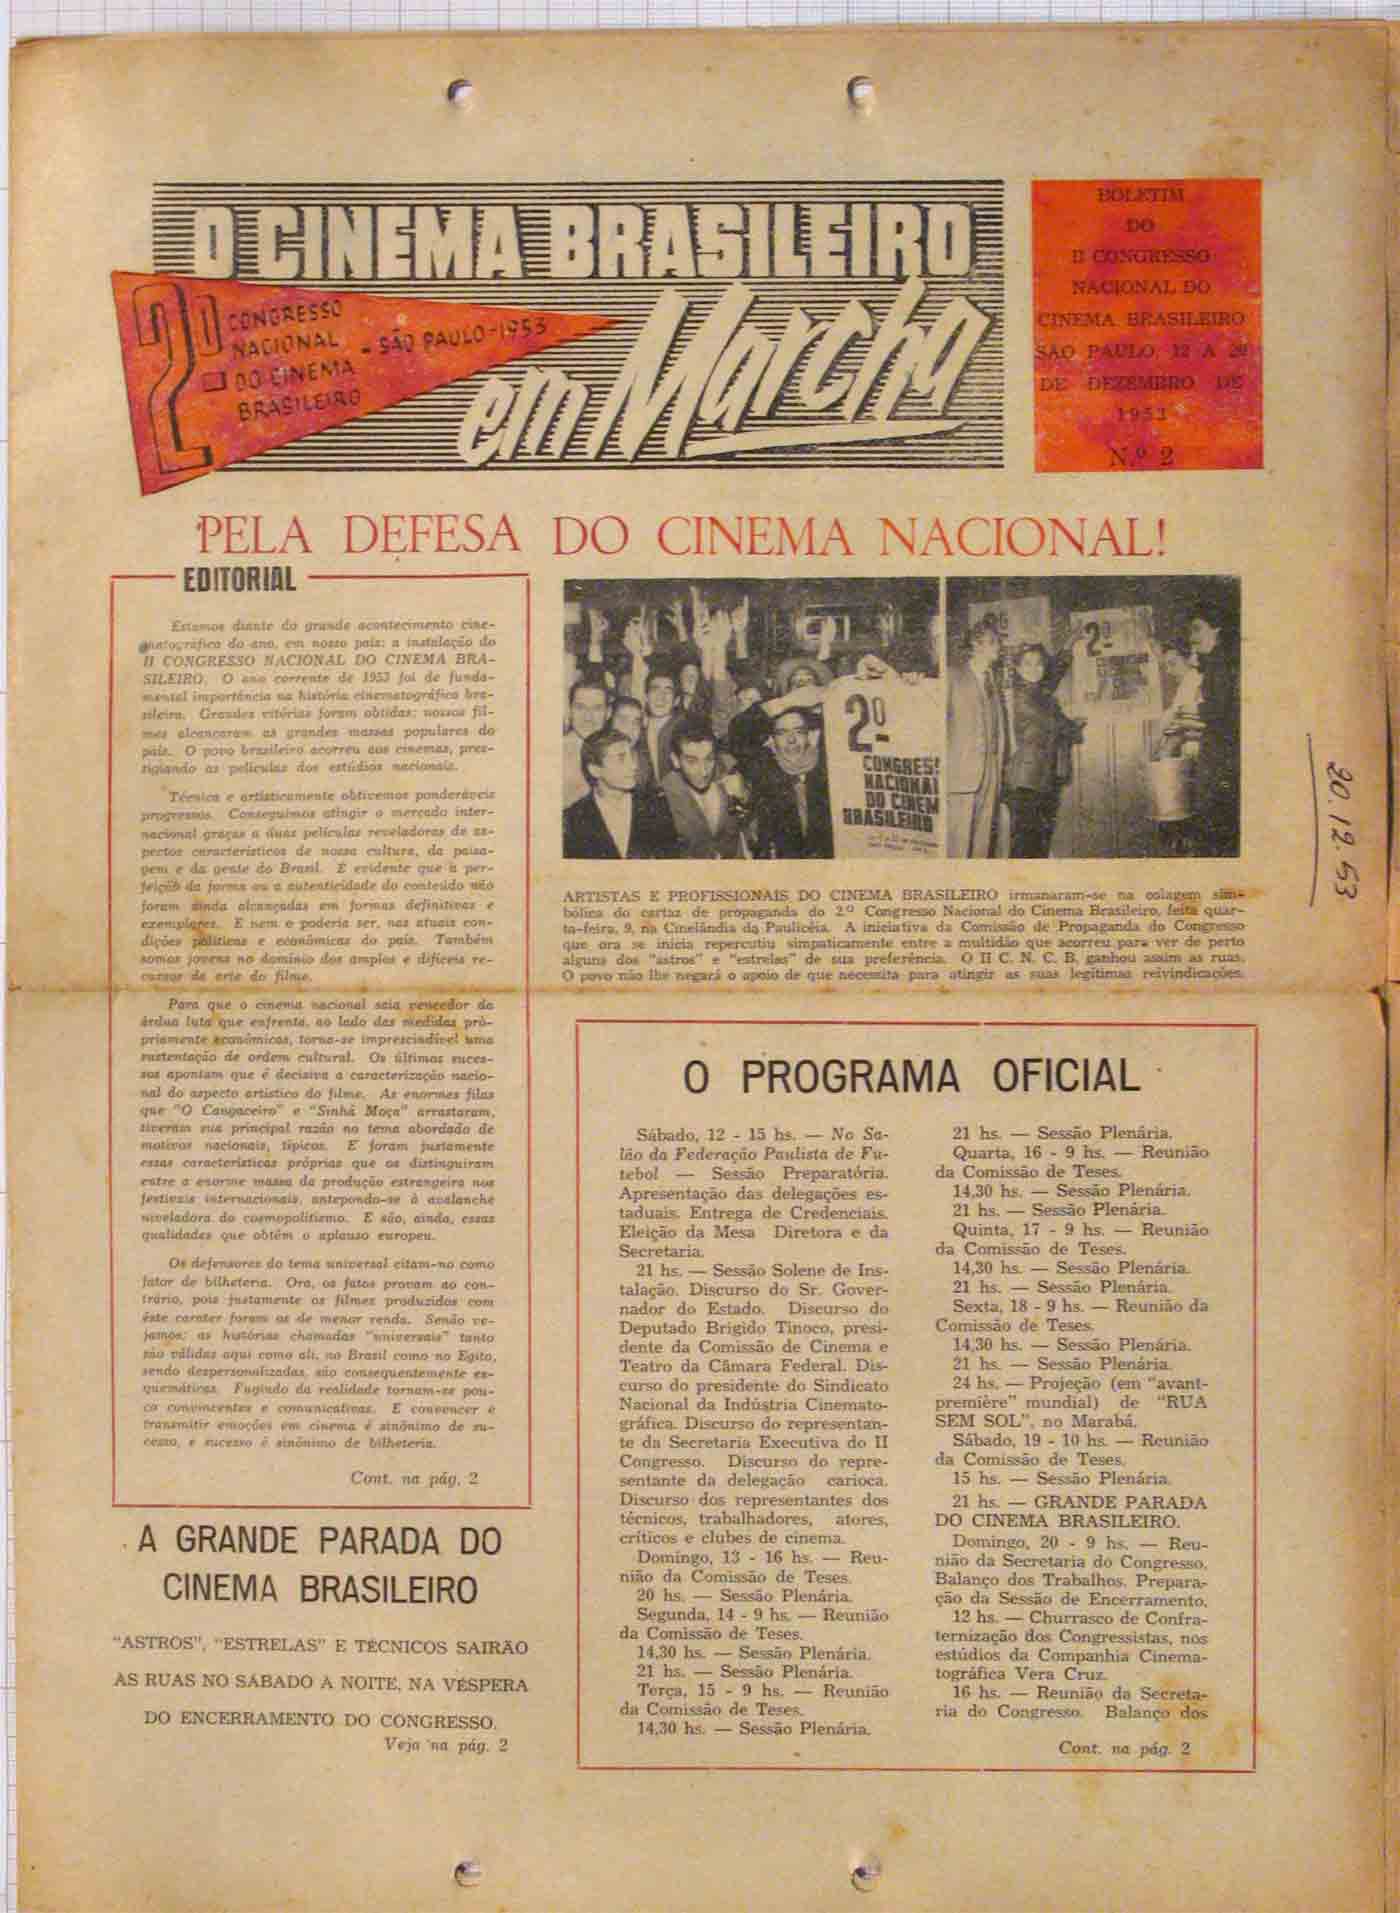 O CINEMA BRASILEIRO
em Marcha
2º
CONGRESSO
NACIONAL
DO CINEMA
BRASILEIRO
- SÃO PAULO - 1953
BOLETIM
DO
II CONGRESSO
NACIONAL DO
CINEMA BRASILEIRO
SÃO PAULO, 12 A 20
DE DEZEMBRO DE
1953
N.º 2
PELA DEFESA DO CINEMA NACIONAL!
EDITORIAL
Estamos diante do grande acontecimento cine-
matográfico do ano, em nosso país: a instalação do
II CONGRESSO NACIONAL DO CINEMA BRA-
SILEIRO. O ano corrente de 1953 foi de funda-
mental importância na história cinematográfica bra-
sileira. Grandes vitórias foram obtidas; nossos fil-
mes alcançaram as grandes massas populares do
país. O povo brasileiro acorreu aos cinemas, pres-
tigiando as películas dos estúdios nacionais.
Técnica e artìsticamente obtivemos ponderáveis
progressos. Conseguimos atingir o mercado inter-
nacional graças a duas películas reveladoras de as-
pectos característicos de nossa cultura, da paisa-
gem e da gente do Brasil. É evidente que a per-
feição da forma ou a autenticidade do conteúdo não
foram ainda alcançadas em formas definitivas e
exemplares. E nem o poderia ser, nas atuais con-
dições políticas e econômicas do país. Também
somos jovens no domínio dos amplos e difíceis re-
cursos da arte do filme.
Para que o cinema nacional saia vencedor da
árdua luta que enfrenta, ao lado das medidas prò-
priamente econômicas, torna-se imprescindível uma
sustentação de ordem cultural. Os últimos suces-
sos apontam que é decisiva a caracterização nacio-
nal do aspecto artístico do filme. As enormes filas
que "O Cangaceiro" e "Sinhá Moça" arrastaram,
tiveram sua principal razão no tema abordado de
motivos nacionais, típicos. E foram justamente
essas características próprias que os distinguiram
entre a enorme massa da produção estrangeira nos
festivais internacionais, antepondo-se à avalanche
niveladora do cosmopolitismo. E são, ainda, essas
qualidades que obtêm o aplauso europeu.
Os defensores do tema universal citam-no como
fator de bilheteria. Ora, os fatos provam ao con-
trário, pois justamente os filmes produzidos com
êste carater foram os de menor renda. Senão ve-
jamos: as histórias chamadas "universais" tanto
são válidas aqui como ali, no Brasil como no Egito,
sendo despersonalizadas, são consequentemente es-
quemáticas. Fugindo da realidade tornam-se pou-
co convincentes e comunicativas. E convencer e
transmitir emoções em cinema é sinônimo de su-
cesso, e sucesso é sinônimo de bilheteria.
Cont. na pág. 2
2º
CONGRES!
NACIONAL
DO CINEM
BRASILEIRO
2º
ARTISTAS E PROFISSIONAIS DO CINEMA BRASILEIRO irmanaram-se na colagem sim-
bólica do cartaz de propaganda do 2.º Congresso Nacional do Cinema Brasileiro, feita quar-
ta-feira, 9, na Cinelândia da Paulicéia. A iniciativa da Comissão de Propaganda do Congresso
que ora se inicia repercutiu simpaticamente entre a multidão que acorreu para ver de perto
alguns dos "astros" e "estrelas" de sua preferência. O II C. N. C. B. ganhou assim as ruas.
O povo não lhe negará o apoio de que necessita para atingir as suas legítimas reivindicações.
20.12.53
O PROGRAMA OFICIAL
Sábado, 12 - 15 hs. — No Sa-
lão da Federação Paulista de Fu-
tebol — Sessão Preparatória.
Apresentação das delegações es-
taduais. Entrega de Credenciais.
Eleição da Mesa Diretora e da
Secretaria.
21 hs. — Sessão Solene de Ins-
talação. Discurso do Sr. Gover-
nador do Estado. Discurso do
Deputado Brigido Tinoco, presi-
dente da Comissão de Cinema e
Teatro da Câmara Federal. Dis-
curso do presidente do Sindicato
Nacional da Indústria Cinemato-
gráfica. Discurso do representan-
te da Secretaria Executiva do II
Congresso. Discurso do repre-
sentante da delegação carioca.
Discurso dos representantes dos
técnicos, trabalhadores, atores,
críticos e clubes de cinema.
Domingo, 13 - 16 hs. — Reu-
nião da Comissão de Teses.
20 hs. — Sessão Plenária.
Segunda, 14 - 9 hs. — Reunião
da Comissão de Teses.
14,30 hs. — Sessão Plenária.
21 hs. — Sessão Plenária.
Terça, 15 - 9 hs. — Reunião
da Comissão de Teses.
14,30 hs. — Sessão Plenária.
21 hs. — Sessão Plenária.
Quarta, 16 - 9 hs. — Reunião
da Comissão de Teses.
14,30 hs. — Sessão Plenária.
21 hs. — Sessão Plenária.
Quinta, 17 - 9 hs. — Reunião
da Comissão de Teses.
14,30 hs. — Sessão Plenária.
21 hs. — Sessão Plenária.
Sexta, 18 - 9 hs. — Reunião da
Comissão de Teses.
14,30 hs. — Sessão Plenária.
21 hs. — Sessão Plenária.
24 hs. — Projeção (em "avant-
première" mundial) de "RUA
SEM SOL", no Marabá.
Sábado, 19 - 10 hs. — Reunião
da Comissão de Teses.
15 hs. — Sessão Plenária.
21 hs. — GRANDE PARADA
DO CINEMA BRASILEIRO.
Domingo, 20 - 9 hs. — Reu-
nião da Secretaria do Congresso.
Balanço dos Trabalhos. Prepara-
ção da Sessão de Encerramento.
12 hs. — Churrasco de Confra-
ternização dos Congressistas, nos
estúdios da Companhia Cinema-
tográfica Vera Cruz.
16 hs. — Reunião da Secreta-
ria do Congresso. Balanço dos
Cont. na pág. 2
A GRANDE PARADA DO
CINEMA BRASILEIRO
"ASTROS", "ESTRELAS" E TÉCNICOS SAIRÃO
ÀS RUAS NO SÁBADO À NOITE, NA VÉSPERA
DO ENCERRAMENTO DO CONGRESSO.
Veja na pág. 2